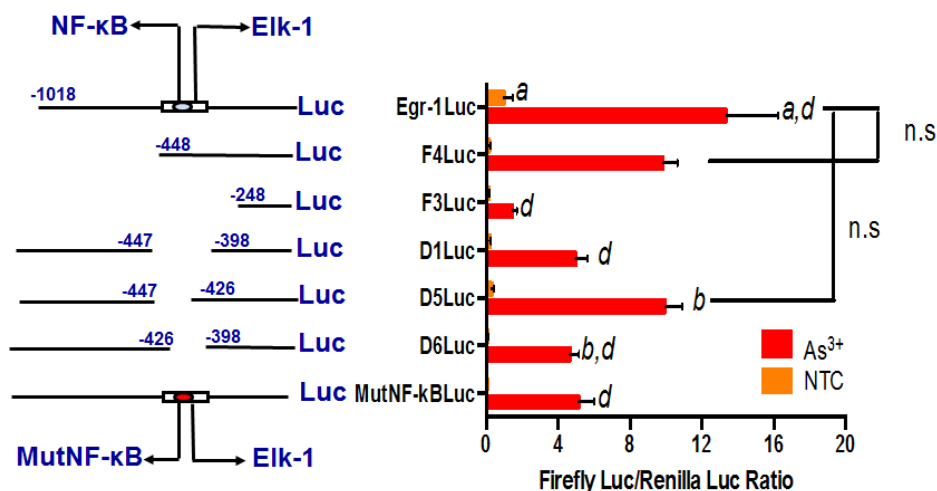 NF-κB
Elk-1
-1018
Luc
-448
Luc
-248
Luc
-447
-398
Luc
-447
-426
Luc
-426
-398
Luc
Luc
MutNF-κB
Elk-1
Egr-1Luc
a
a,d
F4Luc
F3Luc
d
D1Luc
d
D5Luc
b
D6Luc
b,d
MutNF-kBLuc
d
n.s
n.s
As³⁺
NTC
0 4 8 12 16 20
Firefly Luc/Renilla Luc Ratio